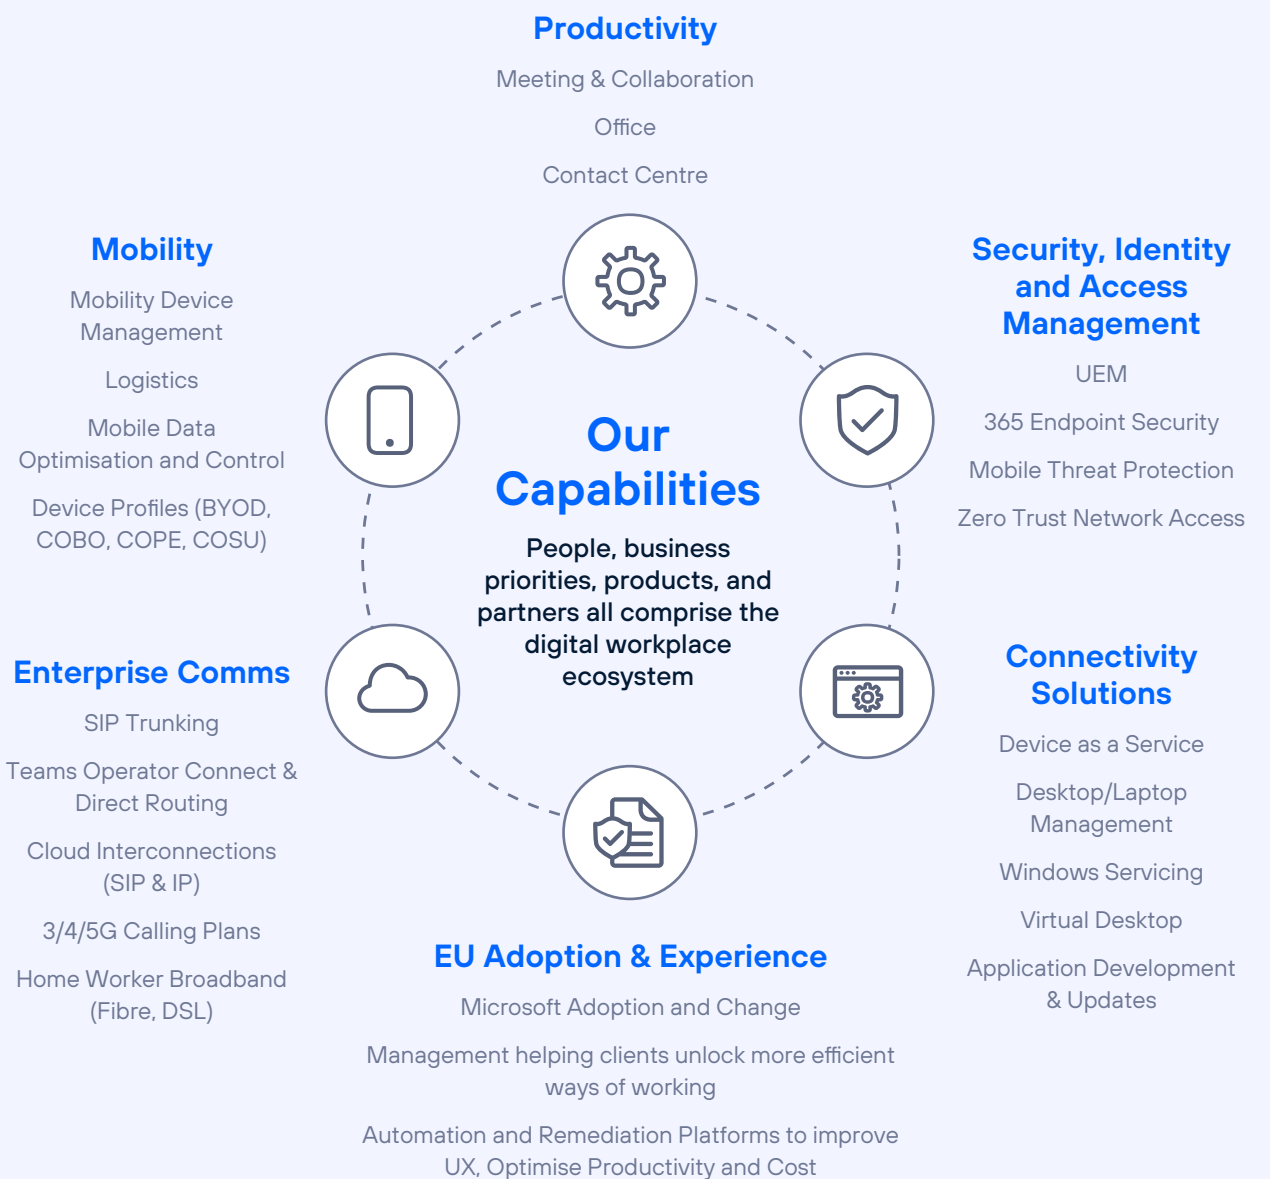 Productivity
Meeting & Collaboration
Office
Contact Centre
Mobility
Mobility Device
Management
Logistics
Mobile Data
Optimisation and Control
Device Profiles (BYOD,
COBO, COPE, COSU)
Security, Identity
and Access
Management
UEM
365 Endpoint Security
Mobile Threat Protection
Zero Trust Network Access
Our
Capabilities
People, business
priorities, products, and
partners all comprise the
digital workplace
ecosystem
Enterprise Comms
SIP Trunking
Teams Operator Connect &
Direct Routing
Cloud Interconnections
(SIP & IP)
3/4/5G Calling Plans
Home Worker Broadband
(Fibre, DSL)
Connectivity
Solutions
Device as a Service
Desktop/Laptop
Management
Windows Servicing
Virtual Desktop
Application Development
& Updates
EU Adoption & Experience
Microsoft Adoption and Change
Management helping clients unlock more efficient
ways of working
Automation and Remediation Platforms to improve
UX, Optimise Productivity and Cost